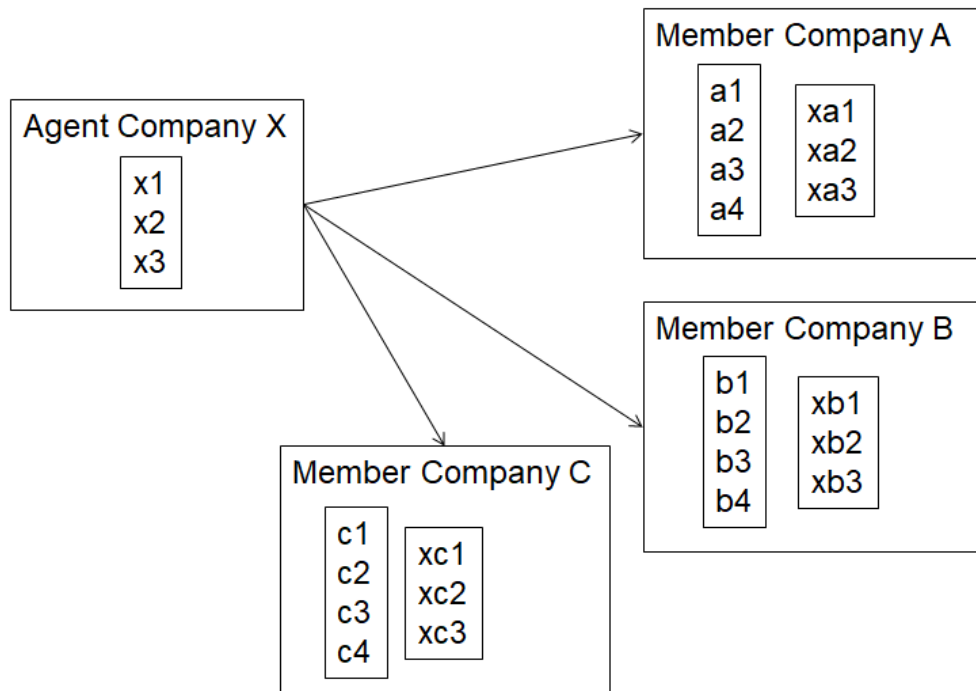 Agent Company X
x1
x2
x3
Member Company A
a1
a2
a3
a4
xa1
xa2
xa3
Member Company B
b1
b2
b3
b4
xb1
xb2
xb3
Member Company C
c1
c2
c3
c4
xc1
xc2
xc3